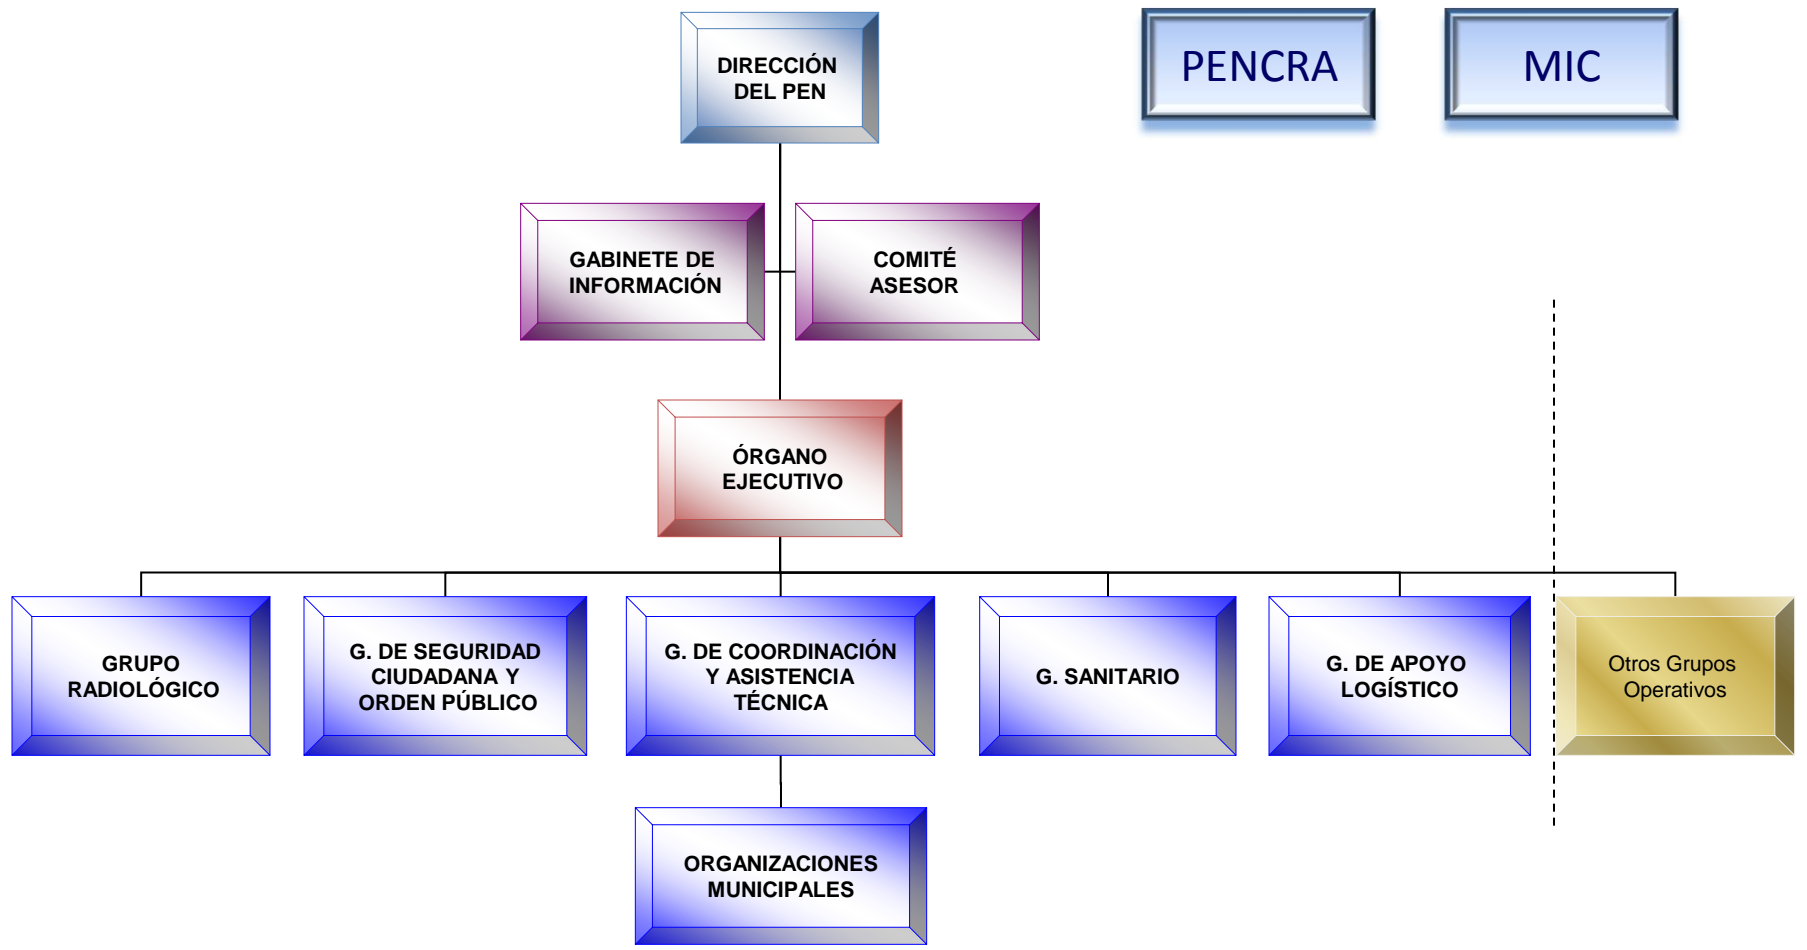 DIRECCIÓN
DEL PEN
PENCRA
MIC
GABINETE DE
INFORMACIÓN
COMITÉ
ASESOR
ÓRGANO
EJECUTIVO
GRUPO
RADIOLÓGICO
G. DE SEGURIDAD
CIUDADANA Y
ORDEN PÚBLICO
G. DE COORDINACIÓN
Y ASISTENCIA
TÉCNICA
G. SANITARIO
G. DE APOYO
LOGÍSTICO
Otros Grupos
Operativos
ORGANIZACIONES
MUNICIPALES